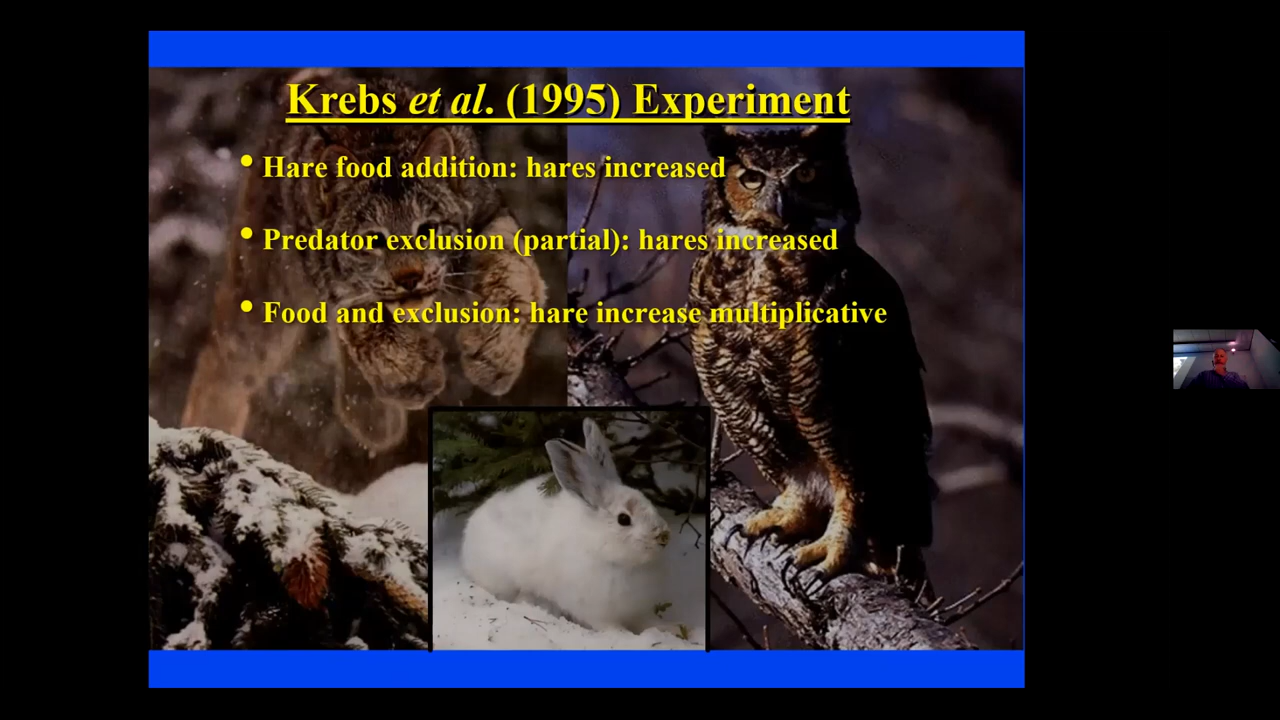 Krebs et al. (1995) Experiment
• Hare food addition: hares increased
• Predator exclusion (partial): hares increased
• Food and exclusion: hare increase multiplicative